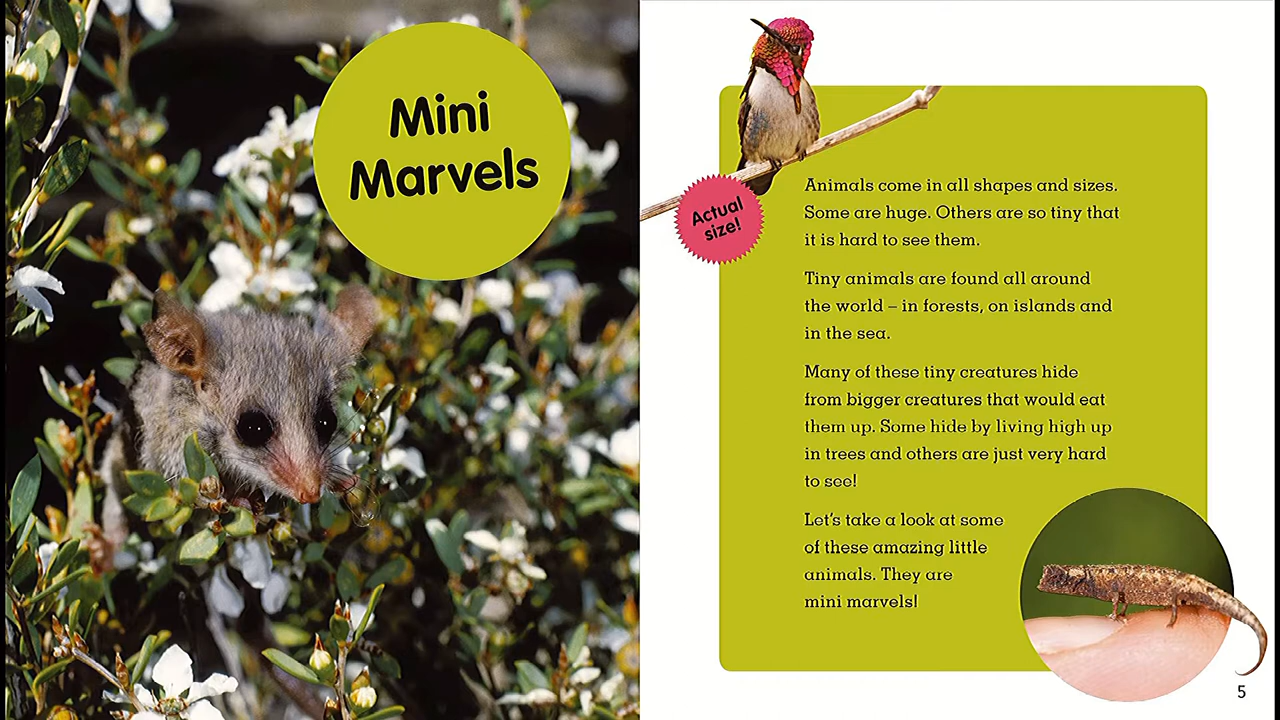 Mini
Marvels
Actual
size!
Animals come in all shapes and sizes.
Some are huge. Others are so tiny that
it is hard to see them.
Tiny animals are found all around
the world – in forests, on islands and
in the sea.
Many of these tiny creatures hide
from bigger creatures that would eat
them up. Some hide by living high up
in trees and others are just very hard
to see!
Let's take a look at some
of these amazing little
animals. They are
mini marvels!
5